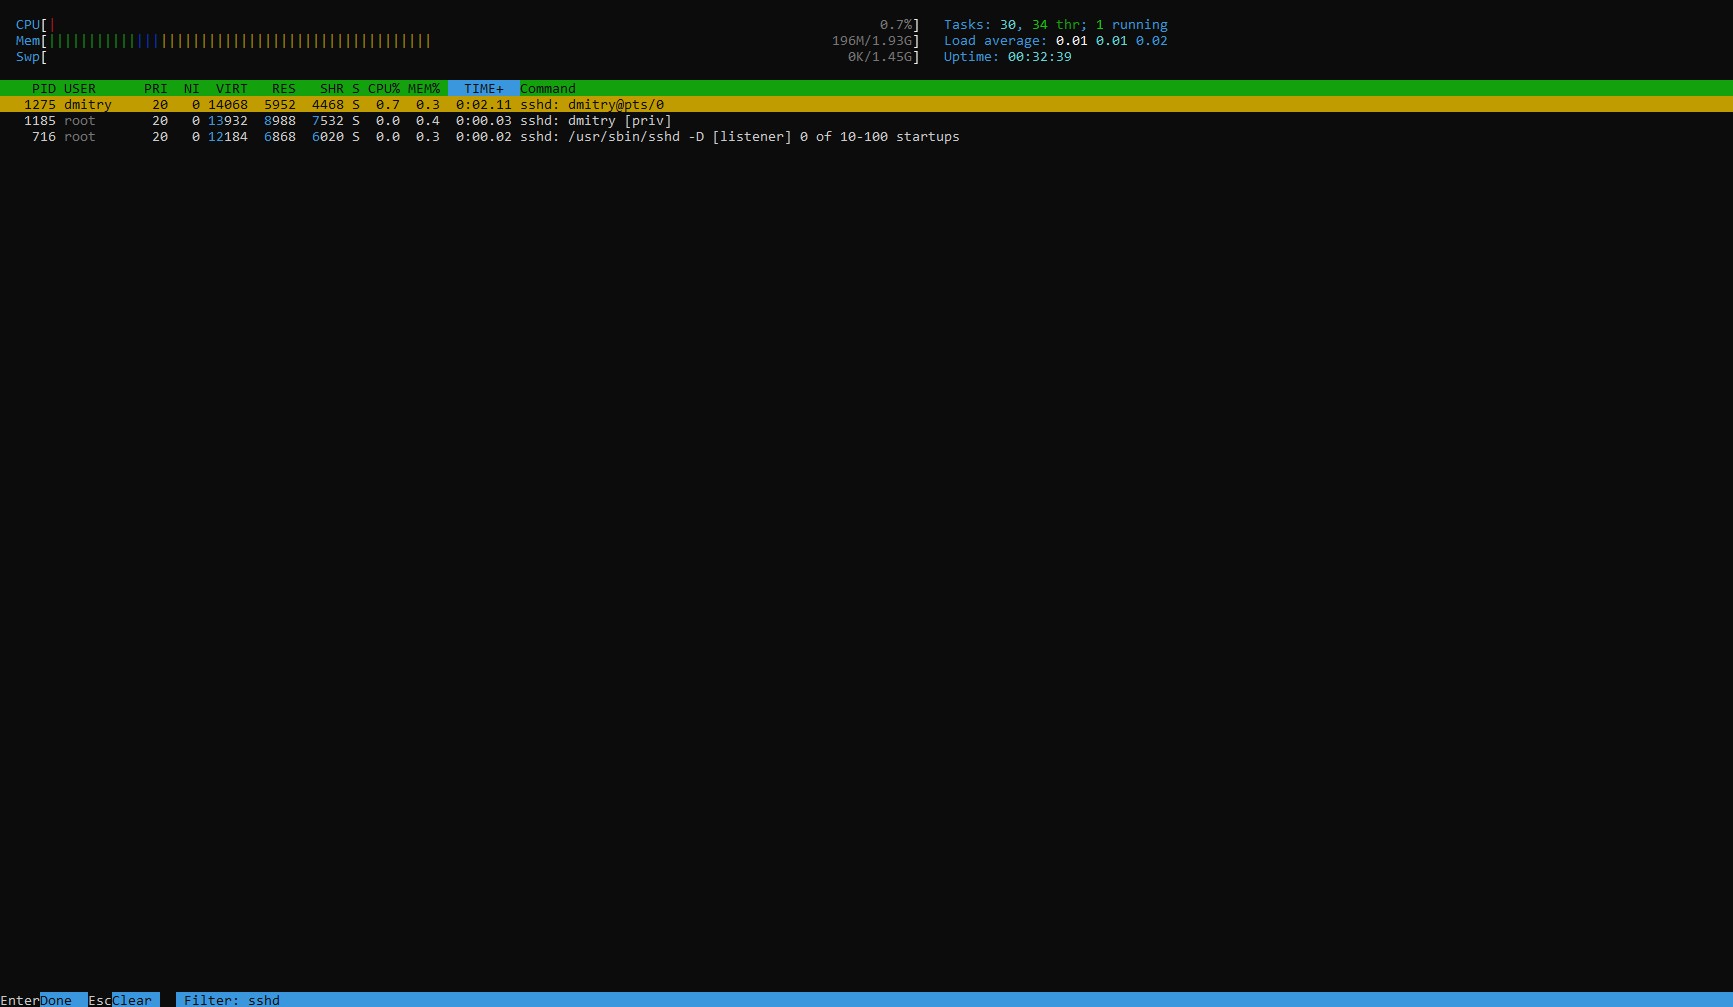 CPU[| 0.7%] Tasks: 30, 34 thr; 1 running
Mem[|||||||||||||||||||||||||||||||||||||||||||||||| 196M/1.93G] Load average: 0.01 0.01 0.02
Swp[ 0K/1.45G] Uptime: 00:32:39
PID USER PRI NI VIRT RES SHR S CPU% MEM% TIME+ Command
1275 dmitry 20 0 14068 5952 4468 S 0.7 0.3 0:02.11 sshd: dmitry@pts/0
1185 root 20 0 13932 8988 7532 S 0.0 0.4 0:00.03 sshd: dmitry [priv]
716 root 20 0 12184 6868 6020 S 0.0 0.3 0:00.02 sshd: /usr/sbin/sshd -D [listener] 0 of 10-100 startups
EnterDone EscClear Filter: sshd